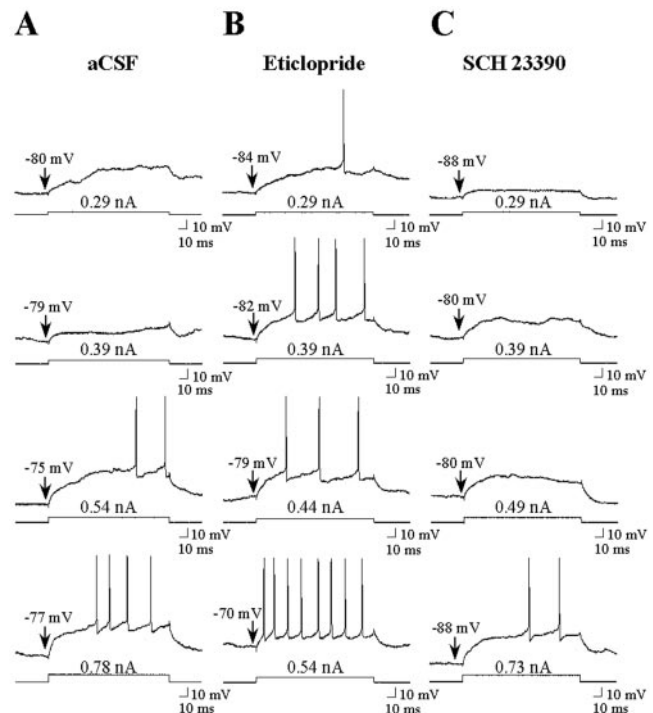 A B C
aCSF Eticlopride SCH 23390
-80 mV -84 mV -88 mV
0.29 nA 0.29 nA 0.29 nA
10 mV 10 mV 10 mV
10 ms 10 ms 10 ms
-79 mV -82 mV -80 mV
0.39 nA 0.39 nA 0.39 nA
10 mV 10 mV 10 mV
10 ms 10 ms 10 ms
-75 mV -79 mV -80 mV
0.54 nA 0.44 nA 0.49 nA
10 mV 10 mV 10 mV
10 ms 10 ms 10 ms
-77 mV -70 mV -88 mV
0.78 nA 0.54 nA 0.73 nA
10 mV 10 mV 10 mV
10 ms 10 ms 10 ms